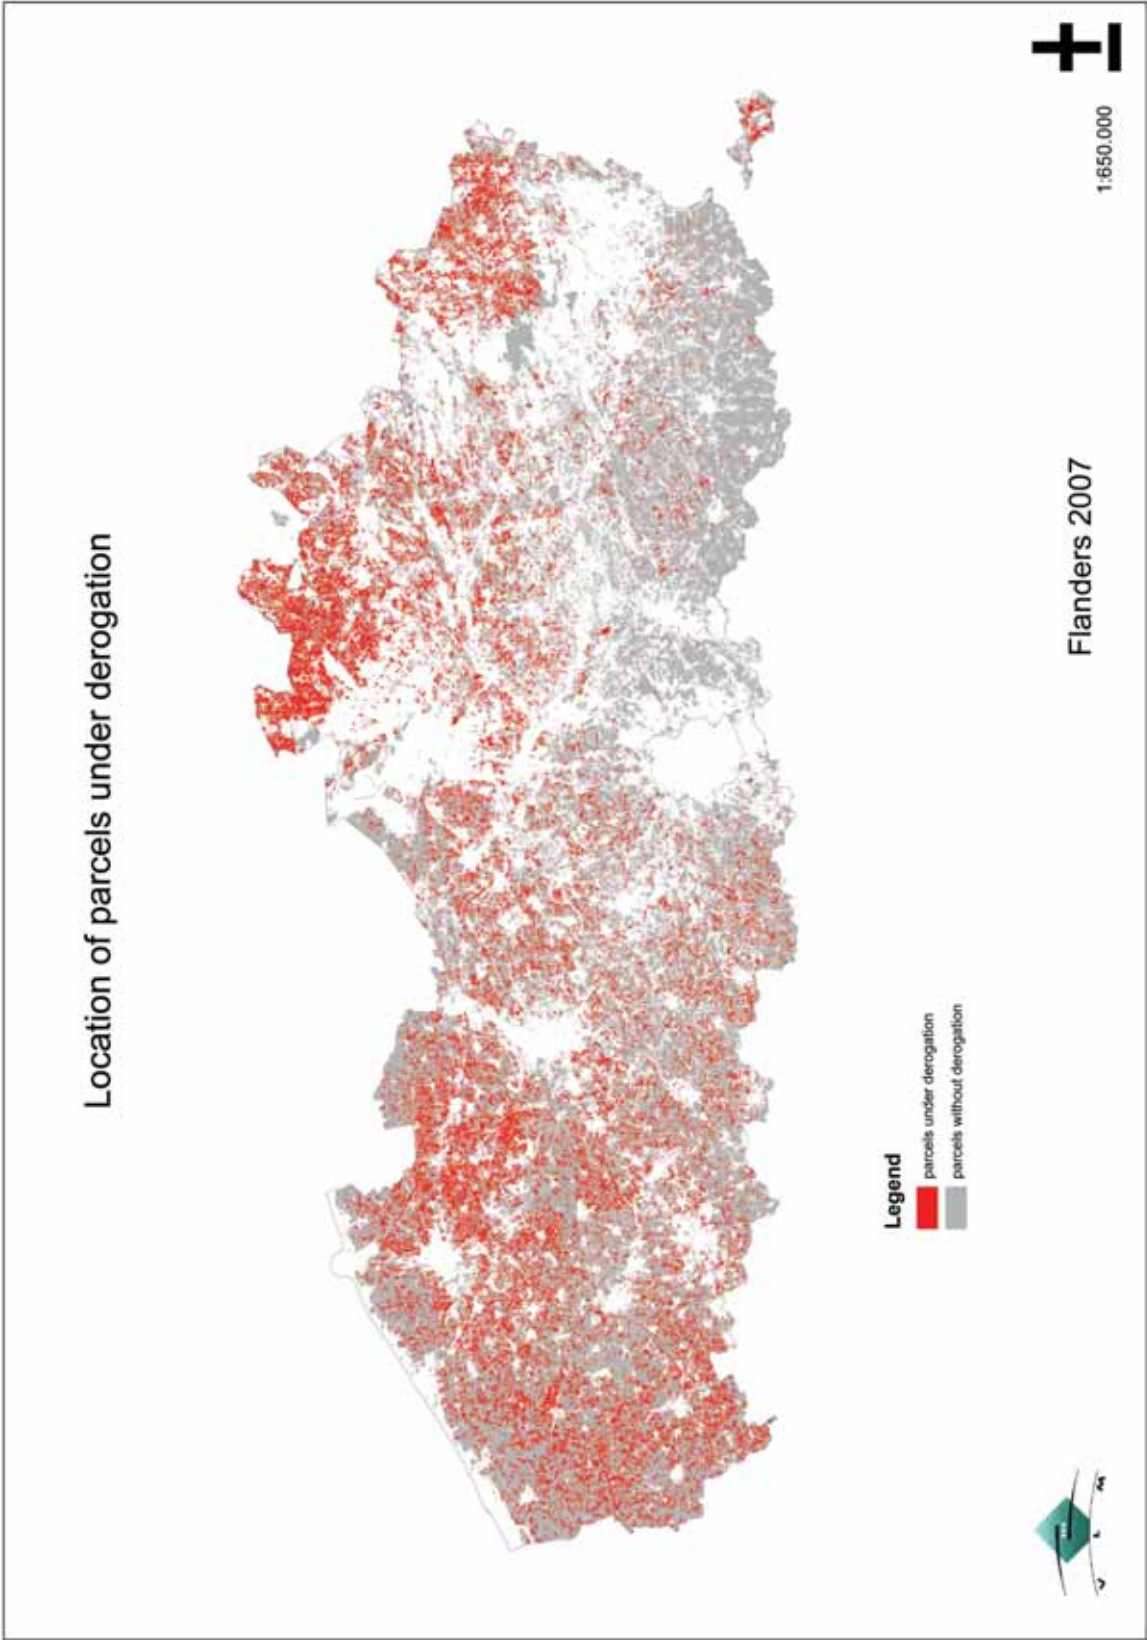 Location of parcels under derogation
Legend
parcels under derogation
parcels without derogation
Flanders 2007
1:650.000
V L M